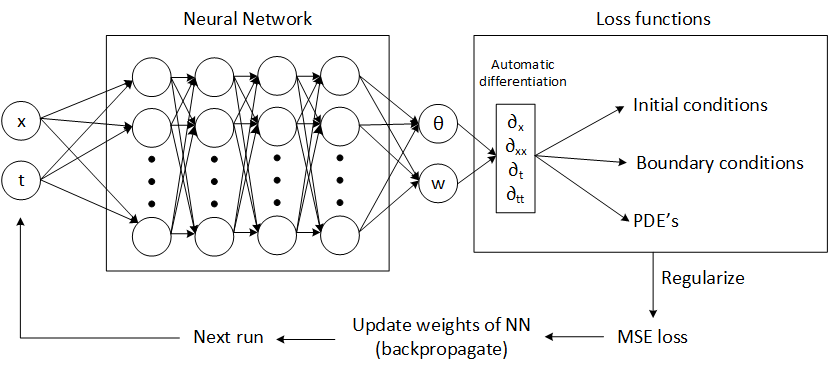 Neural Network
Loss functions
Automatic
differentiation
x
t
θ
w
∂x
∂xx
∂t
∂tt
Initial conditions
Boundary conditions
PDE's
Regularize
MSE loss
Update weights of NN
(backpropagate)
Next run